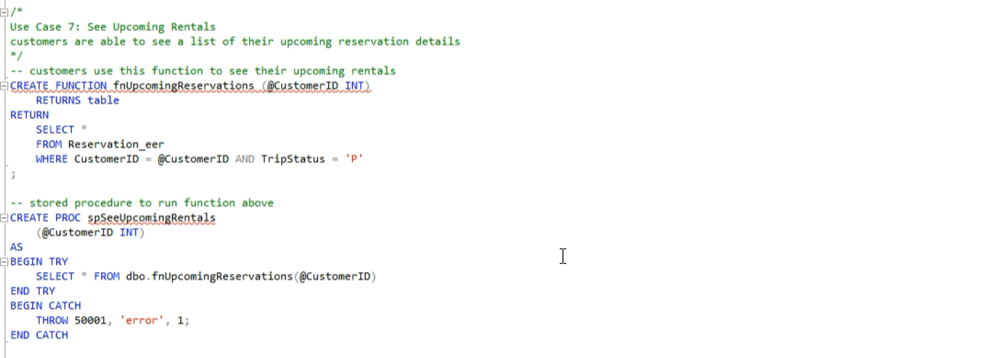 /*
Use Case 7: See Upcoming Rentals
customers are able to see a list of their upcoming reservation details
*/
-- customers use this function to see their upcoming rentals
CREATE FUNCTION fnUpcomingReservations (@CustomerID INT)
    RETURNS table
RETURN
    SELECT *
    FROM Reservation_eer
    WHERE CustomerID = @CustomerID AND TripStatus = 'P'
;

-- stored procedure to run function above
CREATE PROC spSeeUpcomingRentals
    (@CustomerID INT)
AS
BEGIN TRY
    SELECT * FROM dbo.fnUpcomingReservations(@CustomerID)
END TRY
BEGIN CATCH
    THROW 50001, 'error', 1;
END CATCH